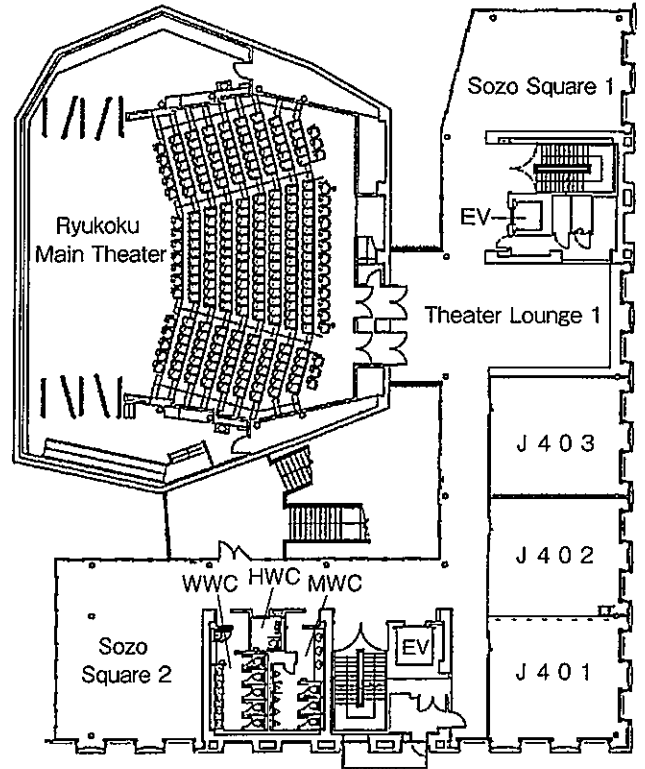 Sozo Square 1
EV
Ryukoku
Main Theater
Theater Lounge 1
J 4 0 3
J 4 0 2
WWC
HWC
MWC
Sozo
Square 2
EV
J 4 0 1